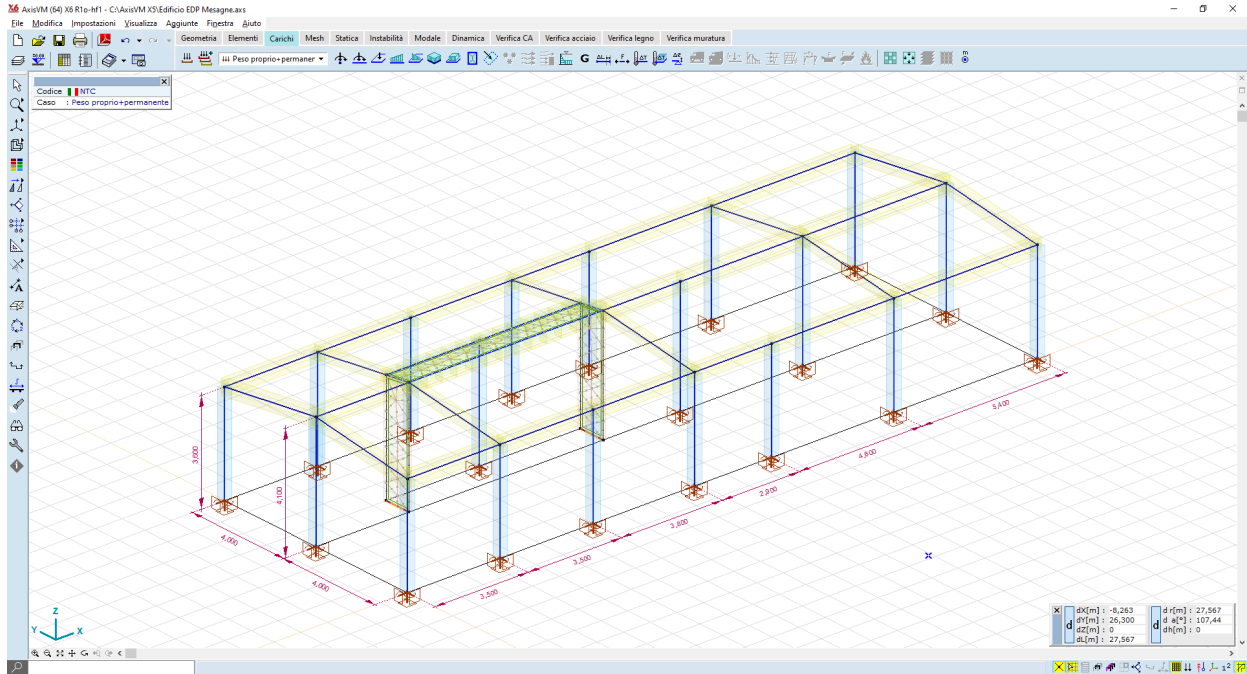 X6 AxisVM (64) X6 R1o-hf1 - C:\AxisVM X5\Edificio EDP Mesagne.axs
File Modifica Impostazioni Visualizza Aggiunte Finestra Aiuto
Geometria Elementi Carichi Mesh Statica Instabilità Modale Dinamica Verifica CA Verifica acciaio Verifica legno Verifica muratura
Peso proprio+permaner
Codice NTC
Caso : Peso proprio+permanente
3,600
4,100
4,000
4,000
3,500
3,500
3,800
2,900
4,800
5,400
Z
Y X
dX[m] : -8,263
dY[m] : 26,300
dZ[m] : 0
dL[m] : 27,567
d
d r[m] : 27,567
d a[°] : 107,44
dh[m] : 0
d